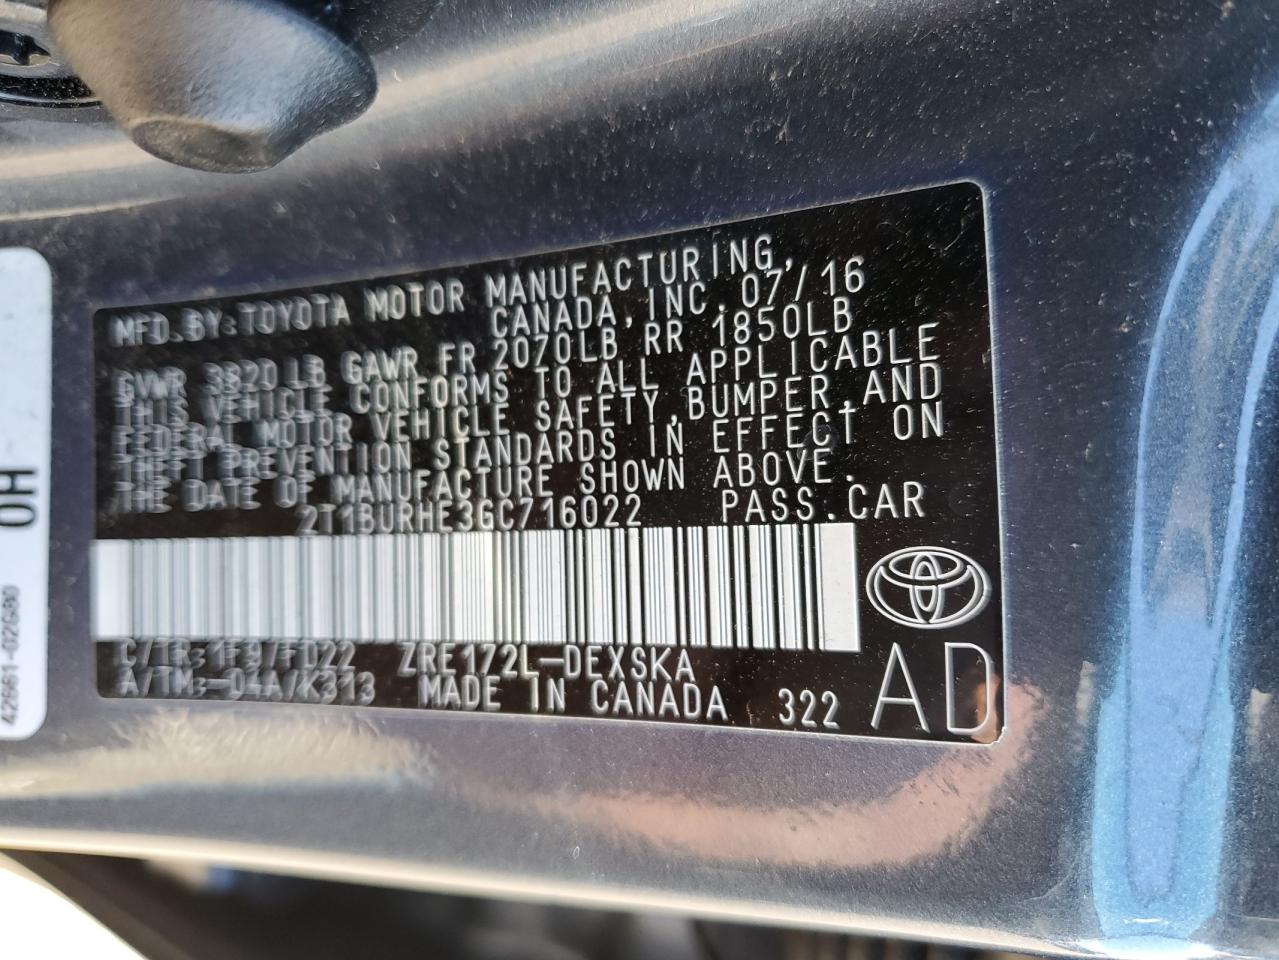 MFD.BY:TOYOTA MOTOR MANUFACTURING,
CANADA,INC.07/16
GVWR 3820 LB GAWR FR 2070LB RR 1850LB
THIS VEHICLE CONFORMS TO ALL APPLICABLE
FEDERAL MOTOR VEHICLE SAFETY,BUMPER,AND
THEFT PREVENTION STANDARDS IN EFFECT ON
THE DATE OF MANUFACTURE SHOWN ABOVE.
2T1BURHE3GC716022 PASS.CAR
C/TR:1F97/FD22 ZRE172L-DEXSKA
A/TM:-04A/K313 MADE IN CANADA 322
AD
42661-02G80